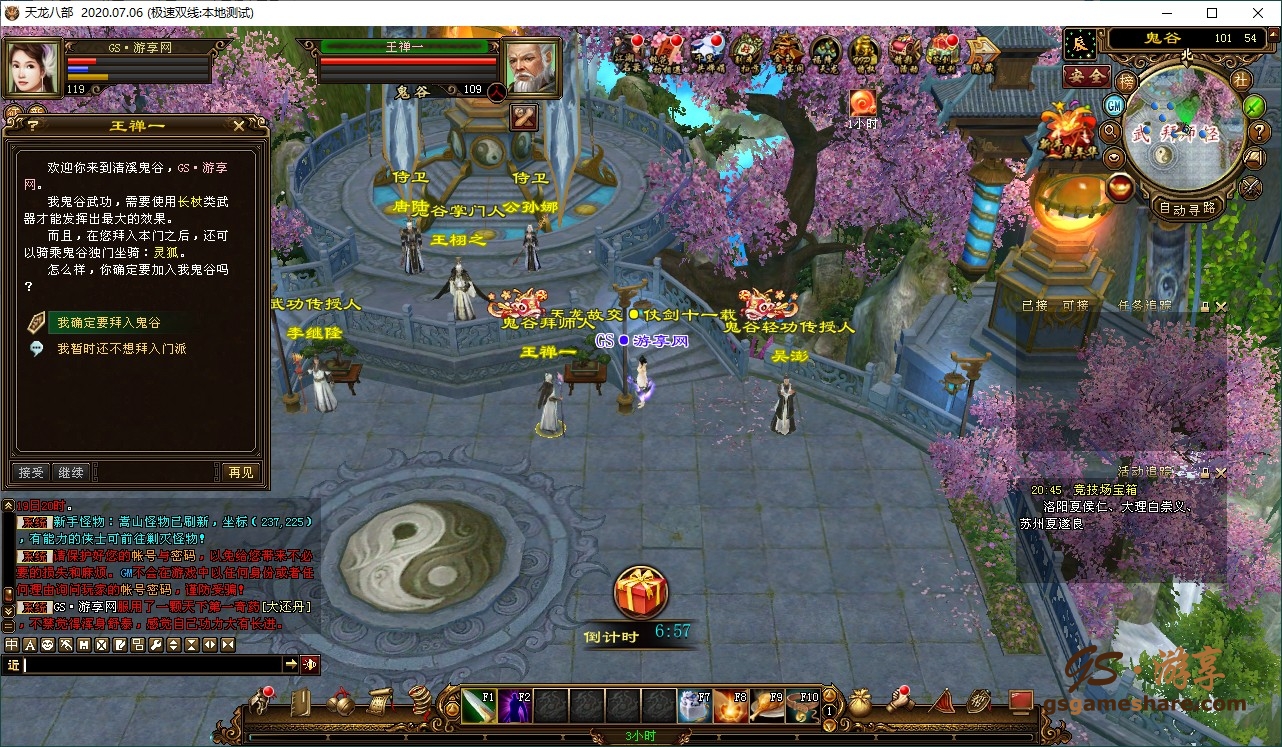 天龙八部 2020.07.06 (极速双线:本地测试)
GS·游享网
119
王禅一
鬼谷
109
1小时
辰
鬼谷 101 54
安全
榜
社
GM
武 拜师 轻
自动寻路
王禅一
欢迎你来到清溪鬼谷，GS·游享
网。
我鬼谷武功，需要使用长杖类武
器才能发挥出最大的效果。
而且，在您拜入本门之后，还可
以骑乘鬼谷独门坐骑：灵狐。
怎么样，你确定要加入我鬼谷吗
？
我确定要拜入鬼谷
我暂时还不想拜入门派
接受 继续 再见
侍卫 侍卫
唐陆 鬼谷掌门人 公孙娜
王栩之
武功传授人
李继隆
鬼谷拜师人
王禅一
天龙故交 仗剑十一载
GS 游享网
鬼谷轻功传授人
吴澎
已接 可接 任务追踪
活动追踪
20:45 竞技场宝箱
洛阳夏侯仁、大理白崇义、
苏州夏遂良
19日20时。
系统 新手怪物：嵩山怪物已刷新，坐标（237,225）
，有能力的侠士可前往剿灭怪物！
系统 请保护好您的帐号与密码，以免给您带来不必
要的损失和麻烦。GM不会在游戏中以任何身份或者任
何理由询问玩家的帐号密码，谨防受骗！
系统 GS·游享网服用了一颗天下第一奇药[大还丹]
，不禁觉得浑身舒泰，感觉自己功力大有长进。
近
倒计时 6:57
F1 F2 F7 F8 F9 F10
1
3小时
GS·游享
gsgameshare.com